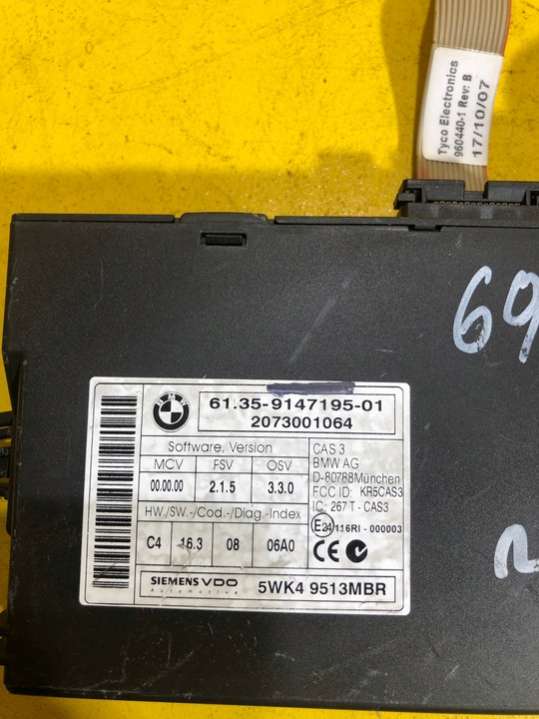 Tyco Electronics
960440-1 Rev: B
17/10/07
69
BMW
61.35-9147195-01
2073001064
Software, Version
MCV FSV OSV
00.00.00 2.1.5 3.3.0
HW./SW.-/Cod.-/Diag.-Index
C4 16.3 08 06A0
CAS 3
BMW AG
D-80788München
FCC ID: KR5CAS3
IC: 267T-CAS3
E24 116RI-000003
CE
SIEMENS VDO
Automotive
5WK4 9513MBR